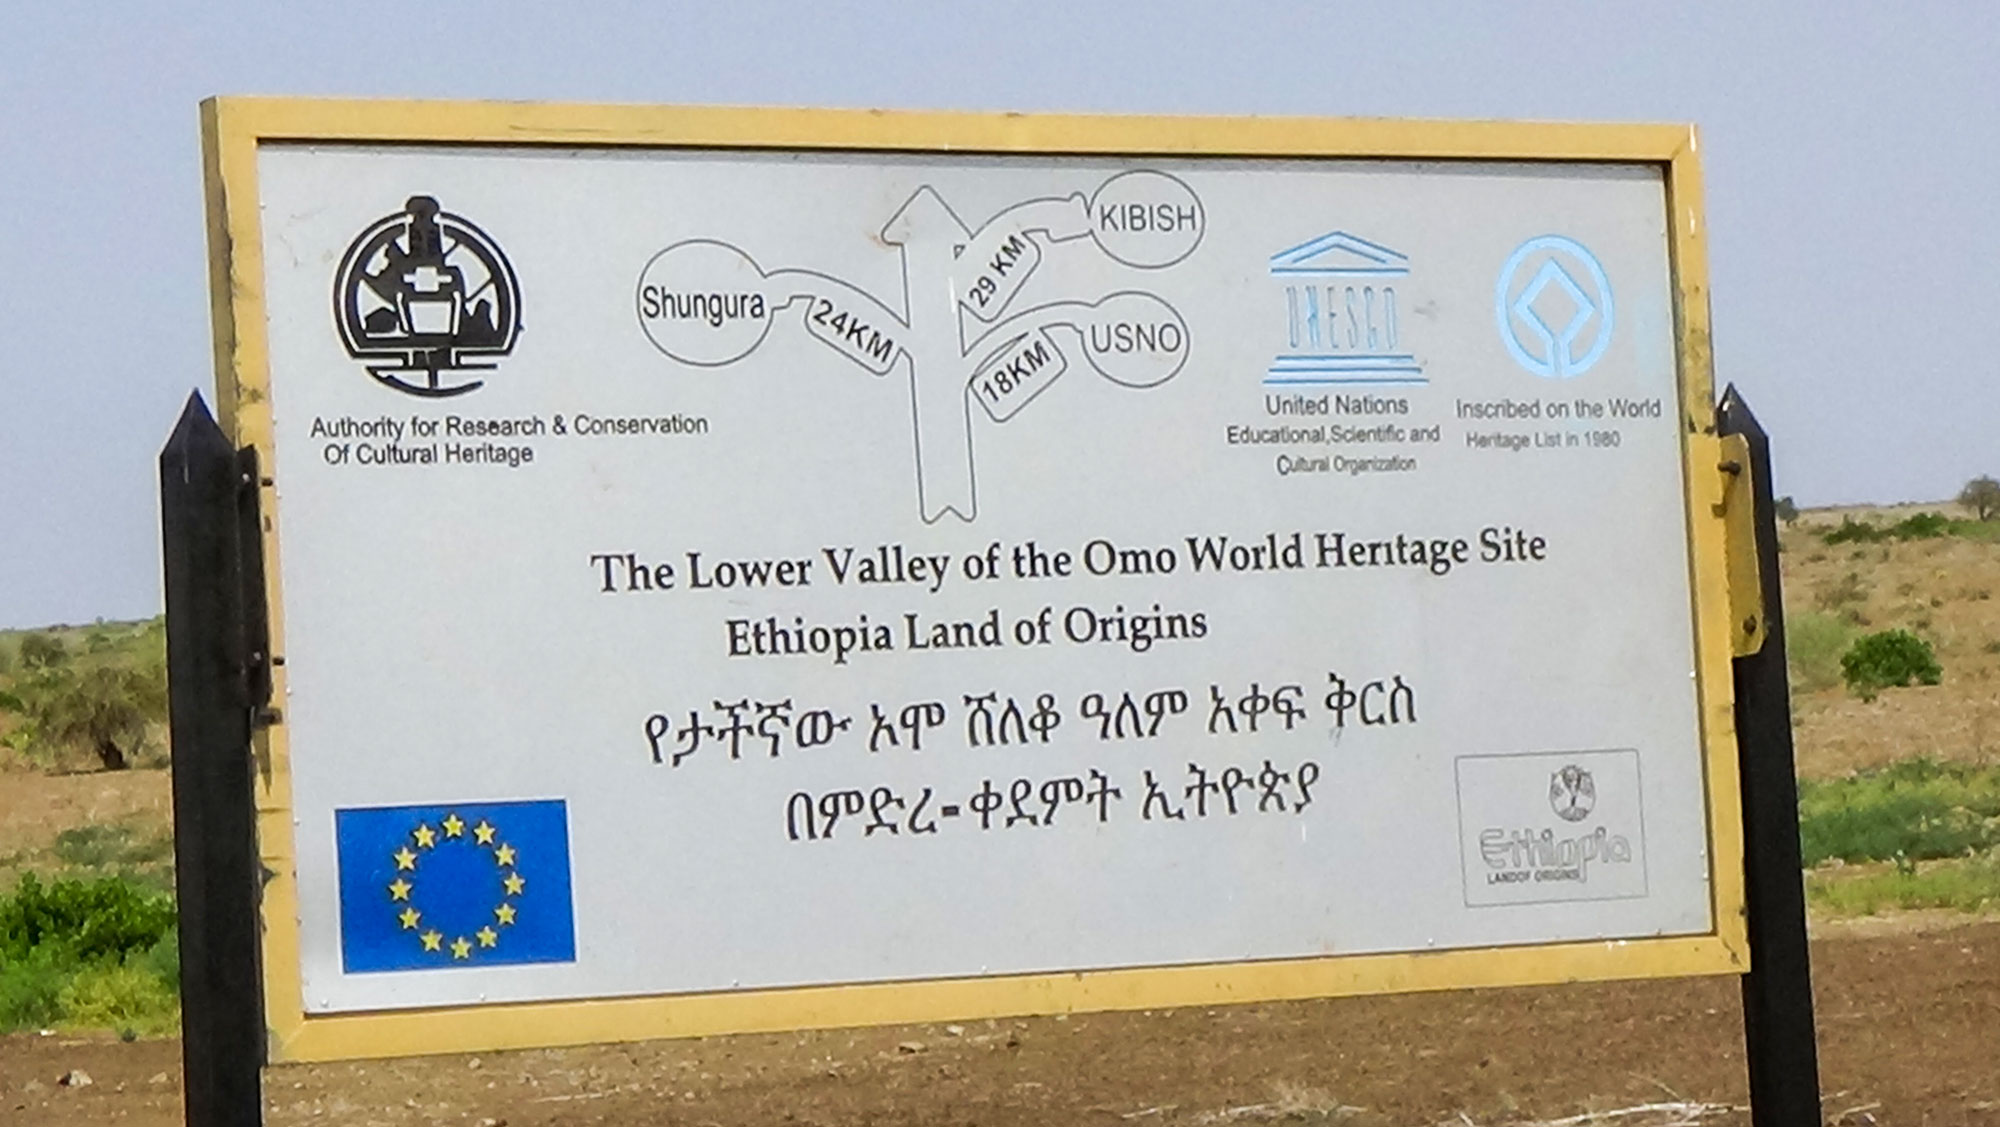 Authority for Research & Conservation
Of Cultural Heritage
Shungura
24KM
29 KM
KIBISH
18KM
USNO
UNESCO
United Nations
Educational,Scientific and
Cultural Organization
Inscribed on the World
Heritage List in 1980
The Lower Valley of the Omo World Heritage Site
Ethiopia Land of Origins
የታችኛው ኦሞ ሸለቆ ዓለም አቀፍ ቅርስ
በምድረ-ቀደምት ኢትዮጵያ
Ethiopia
LAND OF ORIGINS